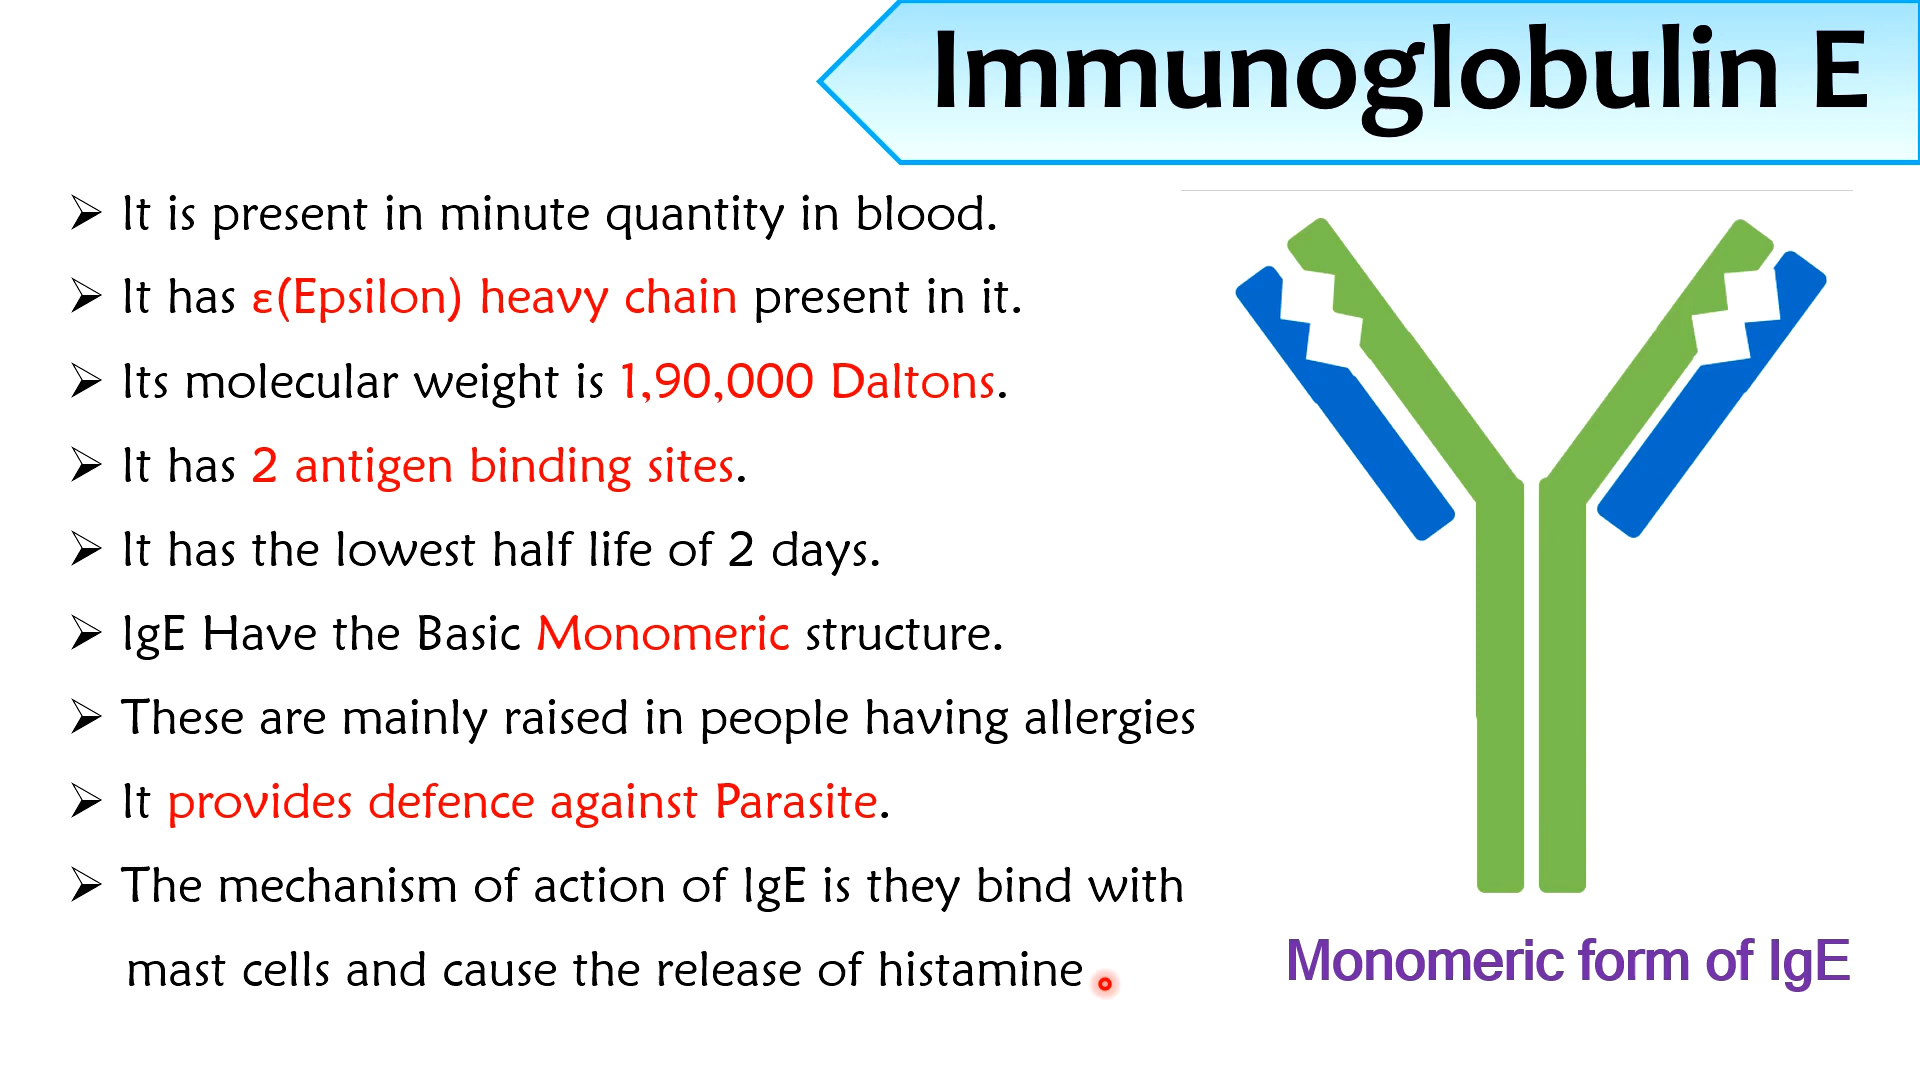 Immunoglobulin E
➢ It is present in minute quantity in blood.
➢ It has ε(Epsilon) heavy chain present in it.
➢ Its molecular weight is 1,90,000 Daltons.
➢ It has 2 antigen binding sites.
➢ It has the lowest half life of 2 days.
➢ IgE Have the Basic Monomeric structure.
➢ These are mainly raised in people having allergies
➢ It provides defence against Parasite.
➢ The mechanism of action of IgE is they bind with
mast cells and cause the release of histamine
Monomeric form of IgE